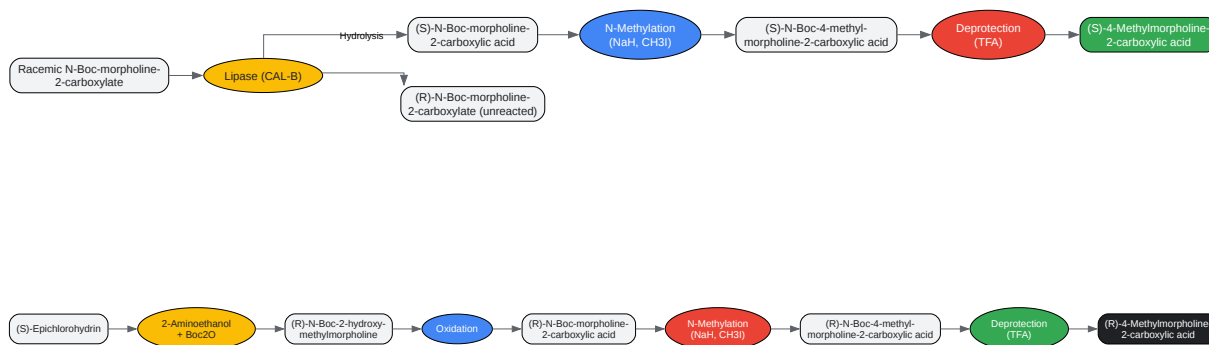 Racemic N-Boc-morpholine-
2-carboxylate
Lipase (CAL-B)
Hydrolysis
(S)-N-Boc-morpholine-
2-carboxylic acid
(R)-N-Boc-morpholine-
2-carboxylate (unreacted)
N-Methylation
(NaH, CH3I)
(S)-N-Boc-4-methyl-
morpholine-2-carboxylic acid
Deprotection
(TFA)
(S)-4-Methylmorpholine-
2-carboxylic acid
(S)-Epichlorohydrin
2-Aminoethanol
+ Boc2O
(R)-N-Boc-2-hydroxy-
methylmorpholine
Oxidation
(R)-N-Boc-morpholine-
2-carboxylic acid
N-Methylation
(NaH, CH3I)
(R)-N-Boc-4-methyl-
morpholine-2-carboxylic acid
Deprotection
(TFA)
(R)-4-Methylmorpholine
2-carboxylic acid